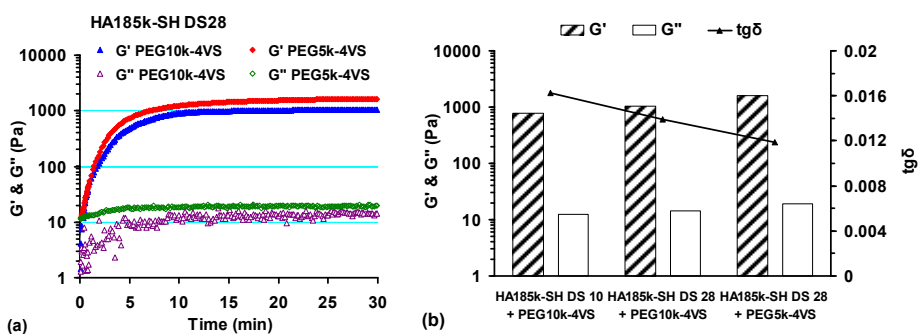 HA185k-SH DS28
G' PEG10k-4VS
G' PEG5k-4VS
G" PEG10k-4VS
G" PEG5k-4VS
G' & G" (Pa)
10000
1000
100
10
1
0
5
10
15
20
25
30
Time (min)
(a)
G'
G"
tgδ
G' & G" (Pa)
10000
1000
100
10
1
0.02
0.016
0.012
0.008
0.004
0
tgδ
HA185k-SH DS 10
+ PEG10k-4VS
HA185k-SH DS 28
+ PEG10k-4VS
HA185k-SH DS 28
+ PEG5k-4VS
(b)